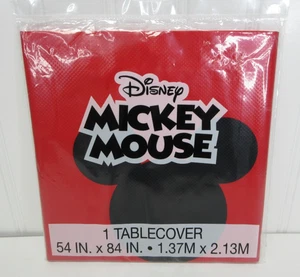 Disney
MICKEY
MOUSE
1 TABLECOVER
54 IN. x 84 IN. • 1.37M x 2.13M